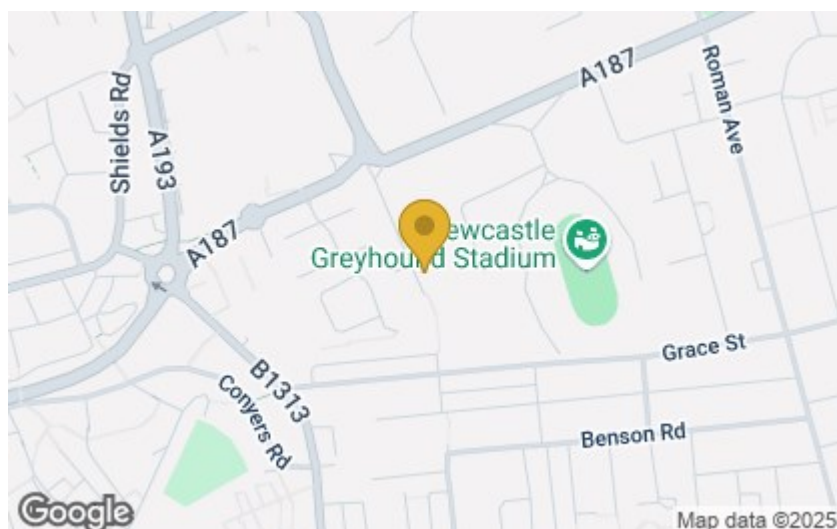 A187
Roman Ave
Shields Rd
A193
A187
ewcastle
Greyhound Stadium
Grace St
B1313
Conyers Rd
Benson Rd
Google
Map data ©2025